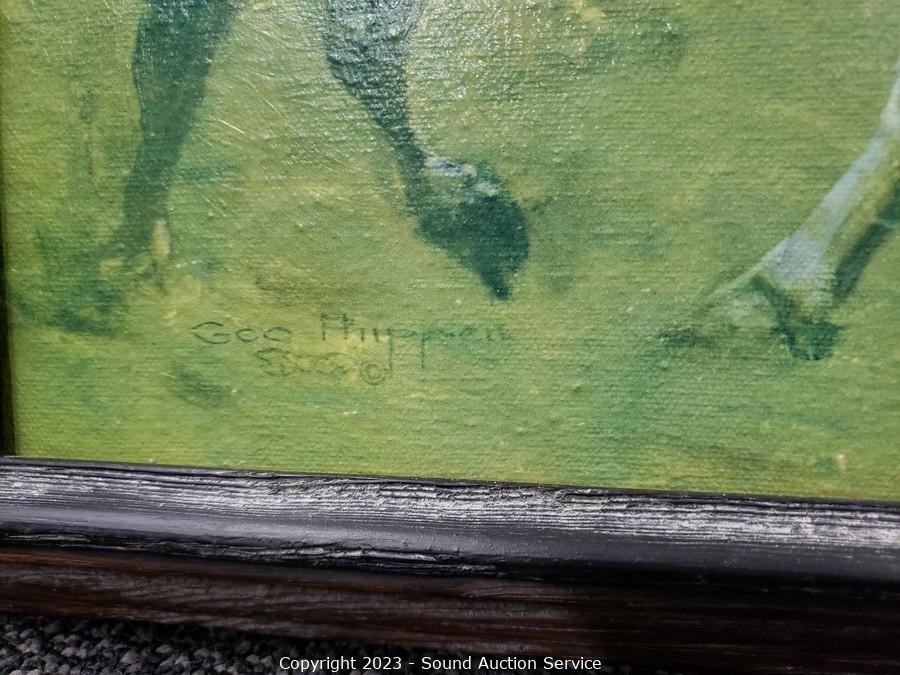 Geo Phippen
©
Copyright 2023 - Sound Auction Service